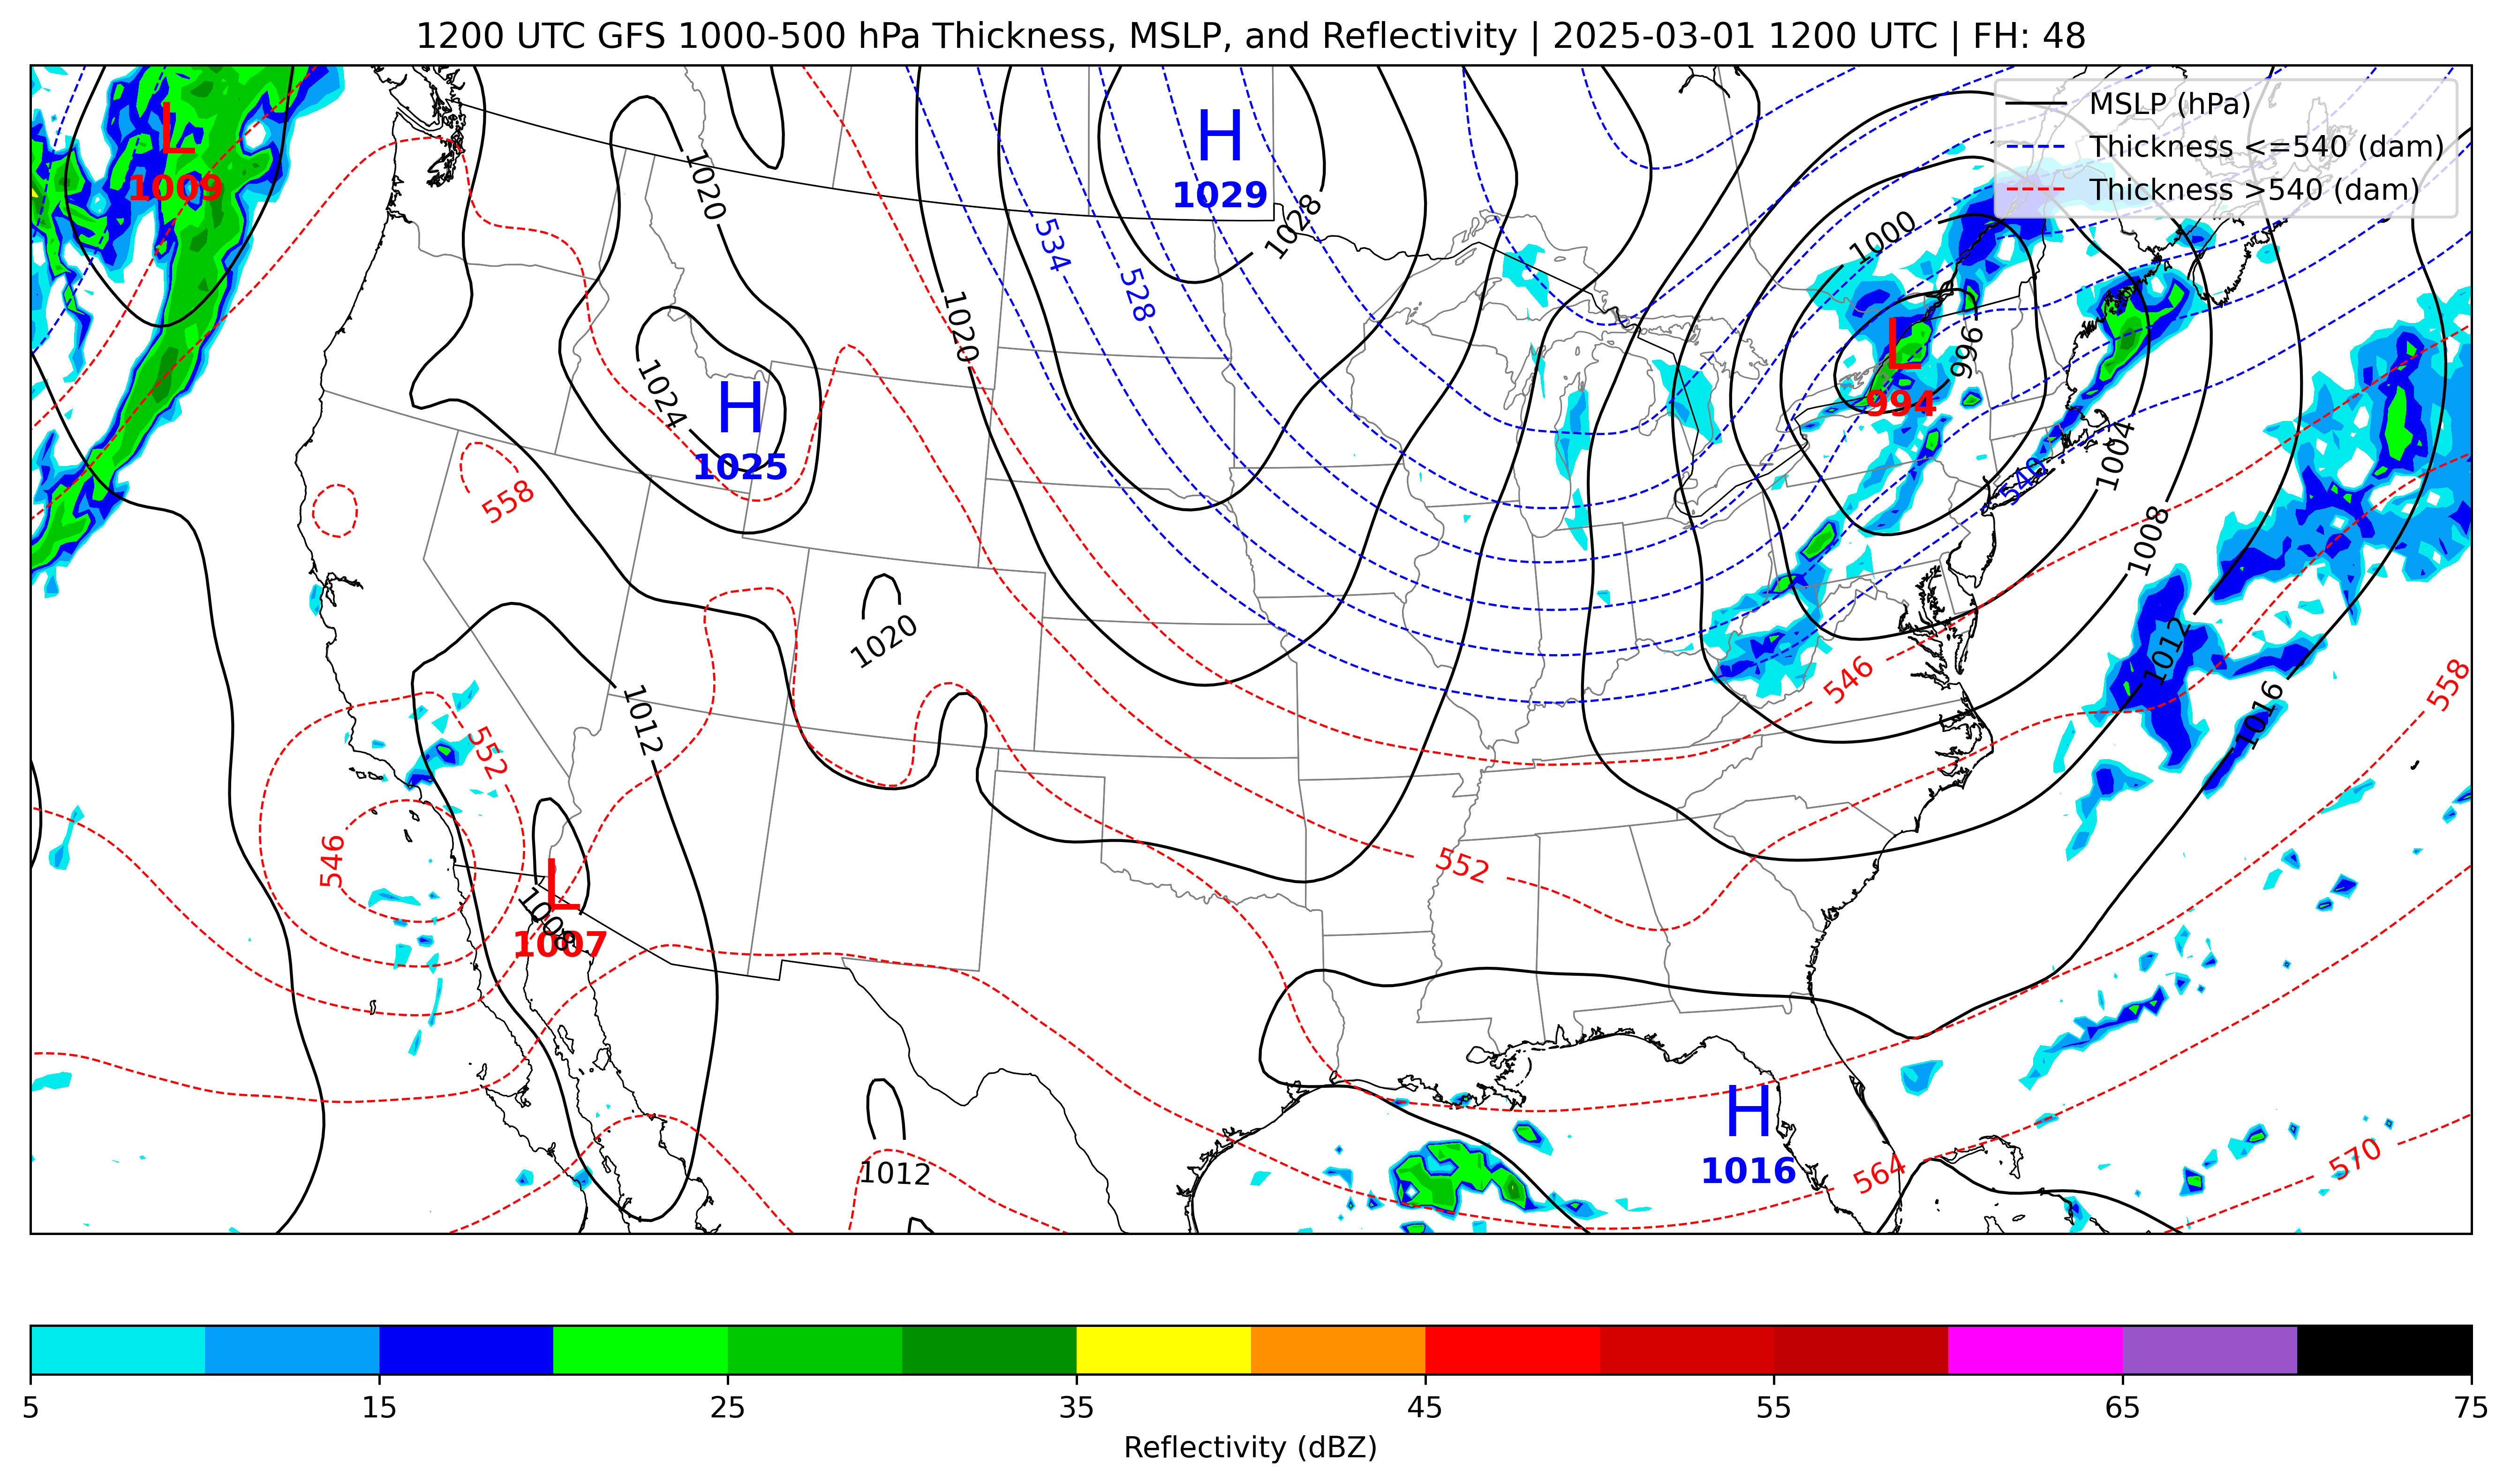 1200 UTC GFS 1000-500 hPa Thickness, MSLP, and Reflectivity | 2025-03-01 1200 UTC | FH: 48
MSLP (hPa)
Thickness <=540 (dam)
Thickness >540 (dam)
L
1009
H
1029
1020
1028
1000
534
528
1020
996
L
994
1024
H
1025
1004
540
558
1008
1020
1012
546
558
1012
1016
552
546
552
L
1008
1007
H
1016
1012
564
570
5 15 25 35 45 55 65 75
Reflectivity (dBZ)